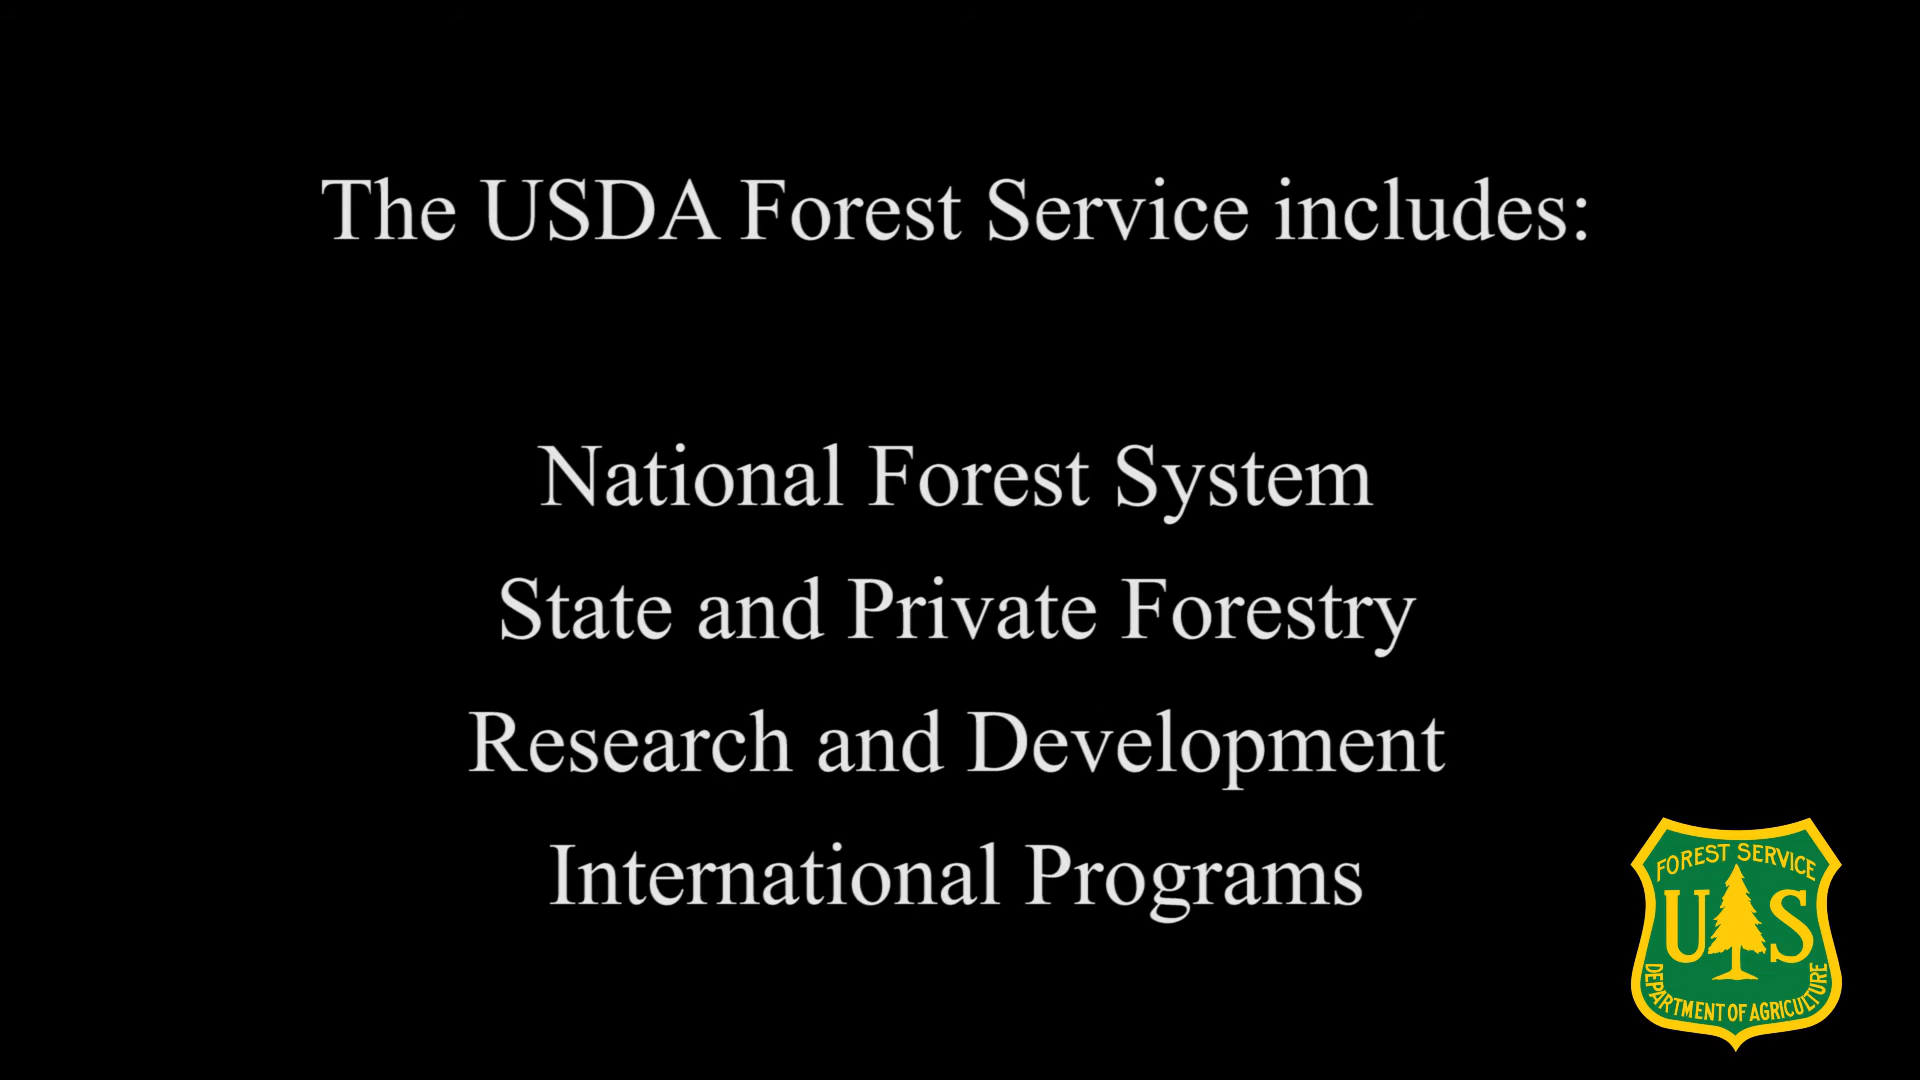 The USDA Forest Service includes:
National Forest System
State and Private Forestry
Research and Development
International Programs
FOREST SERVICE
U S
DEPARTMENT OF AGRICULTURE